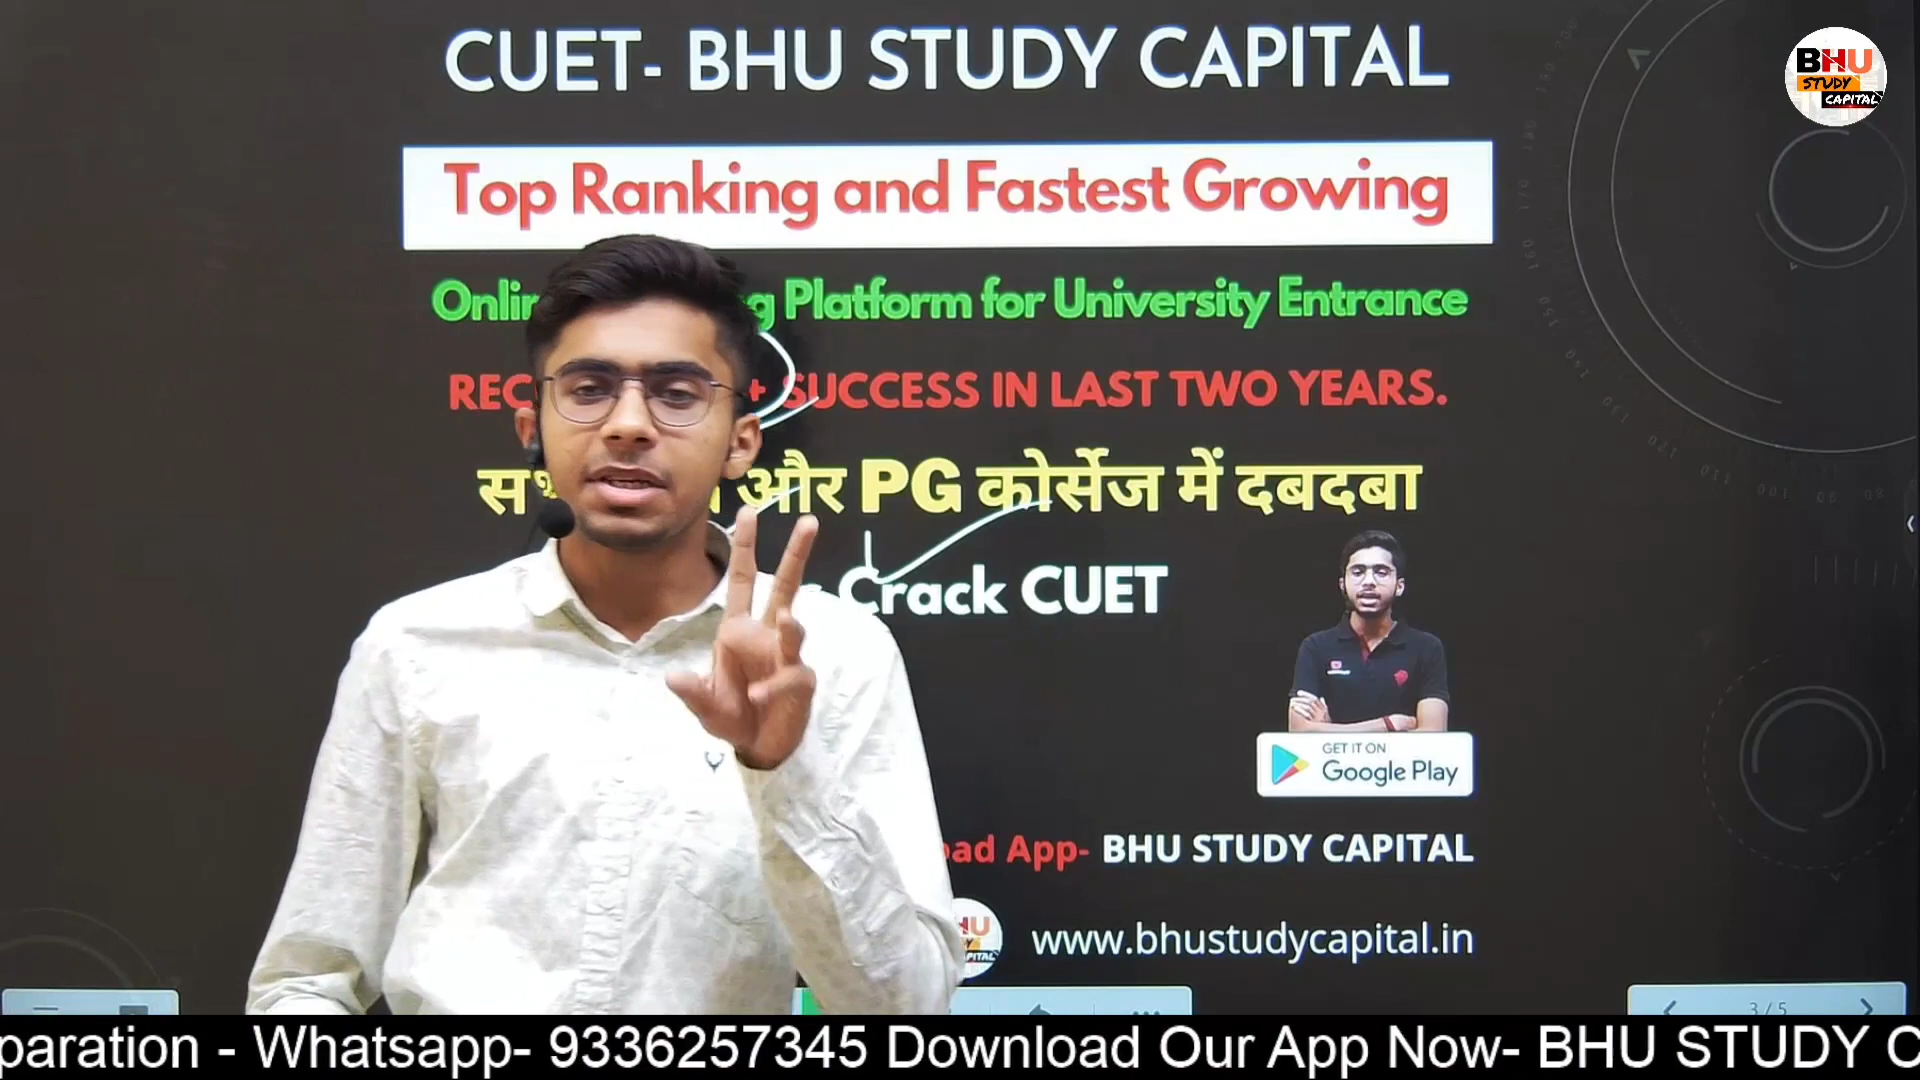 CUET- BHU STUDY CAPITAL
BHU
STUDY
CAPITAL
Top Ranking and Fastest Growing
Platform for University Entrance
SUCCESS IN LAST TWO YEARS.
और PG कोर्सेज में दबदबा
Crack CUET
GET IT ON
Google Play
App- BHU STUDY CAPITAL
www.bhustudycapital.in
3/5
paration - Whatsapp- 9336257345 Download Our App Now- BHU STUDY C